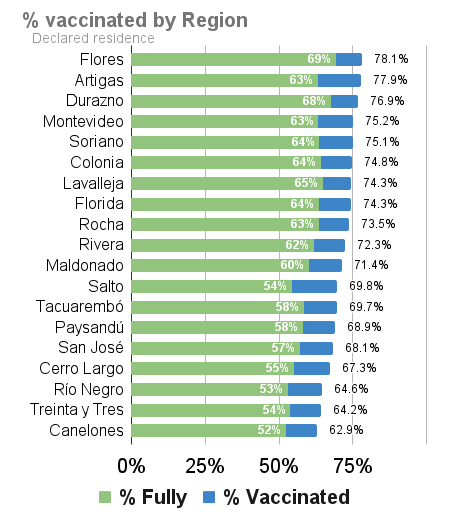 % vaccinated by Region
Declared residence
Flores 69% 78.1%
Artigas 63% 77.9%
Durazno 68% 76.9%
Montevideo 63% 75.2%
Soriano 64% 75.1%
Colonia 64% 74.8%
Lavalleja 65% 74.3%
Florida 64% 74.3%
Rocha 63% 73.5%
Rivera 62% 72.3%
Maldonado 60% 71.4%
Salto 54% 69.8%
Tacuarembó 58% 69.7%
Paysandú 58% 68.9%
San José 57% 68.1%
Cerro Largo 55% 67.3%
Río Negro 53% 64.6%
Treinta y Tres 54% 64.2%
Canelones 52% 62.9%
0% 25% 50% 75%
% Fully % Vaccinated